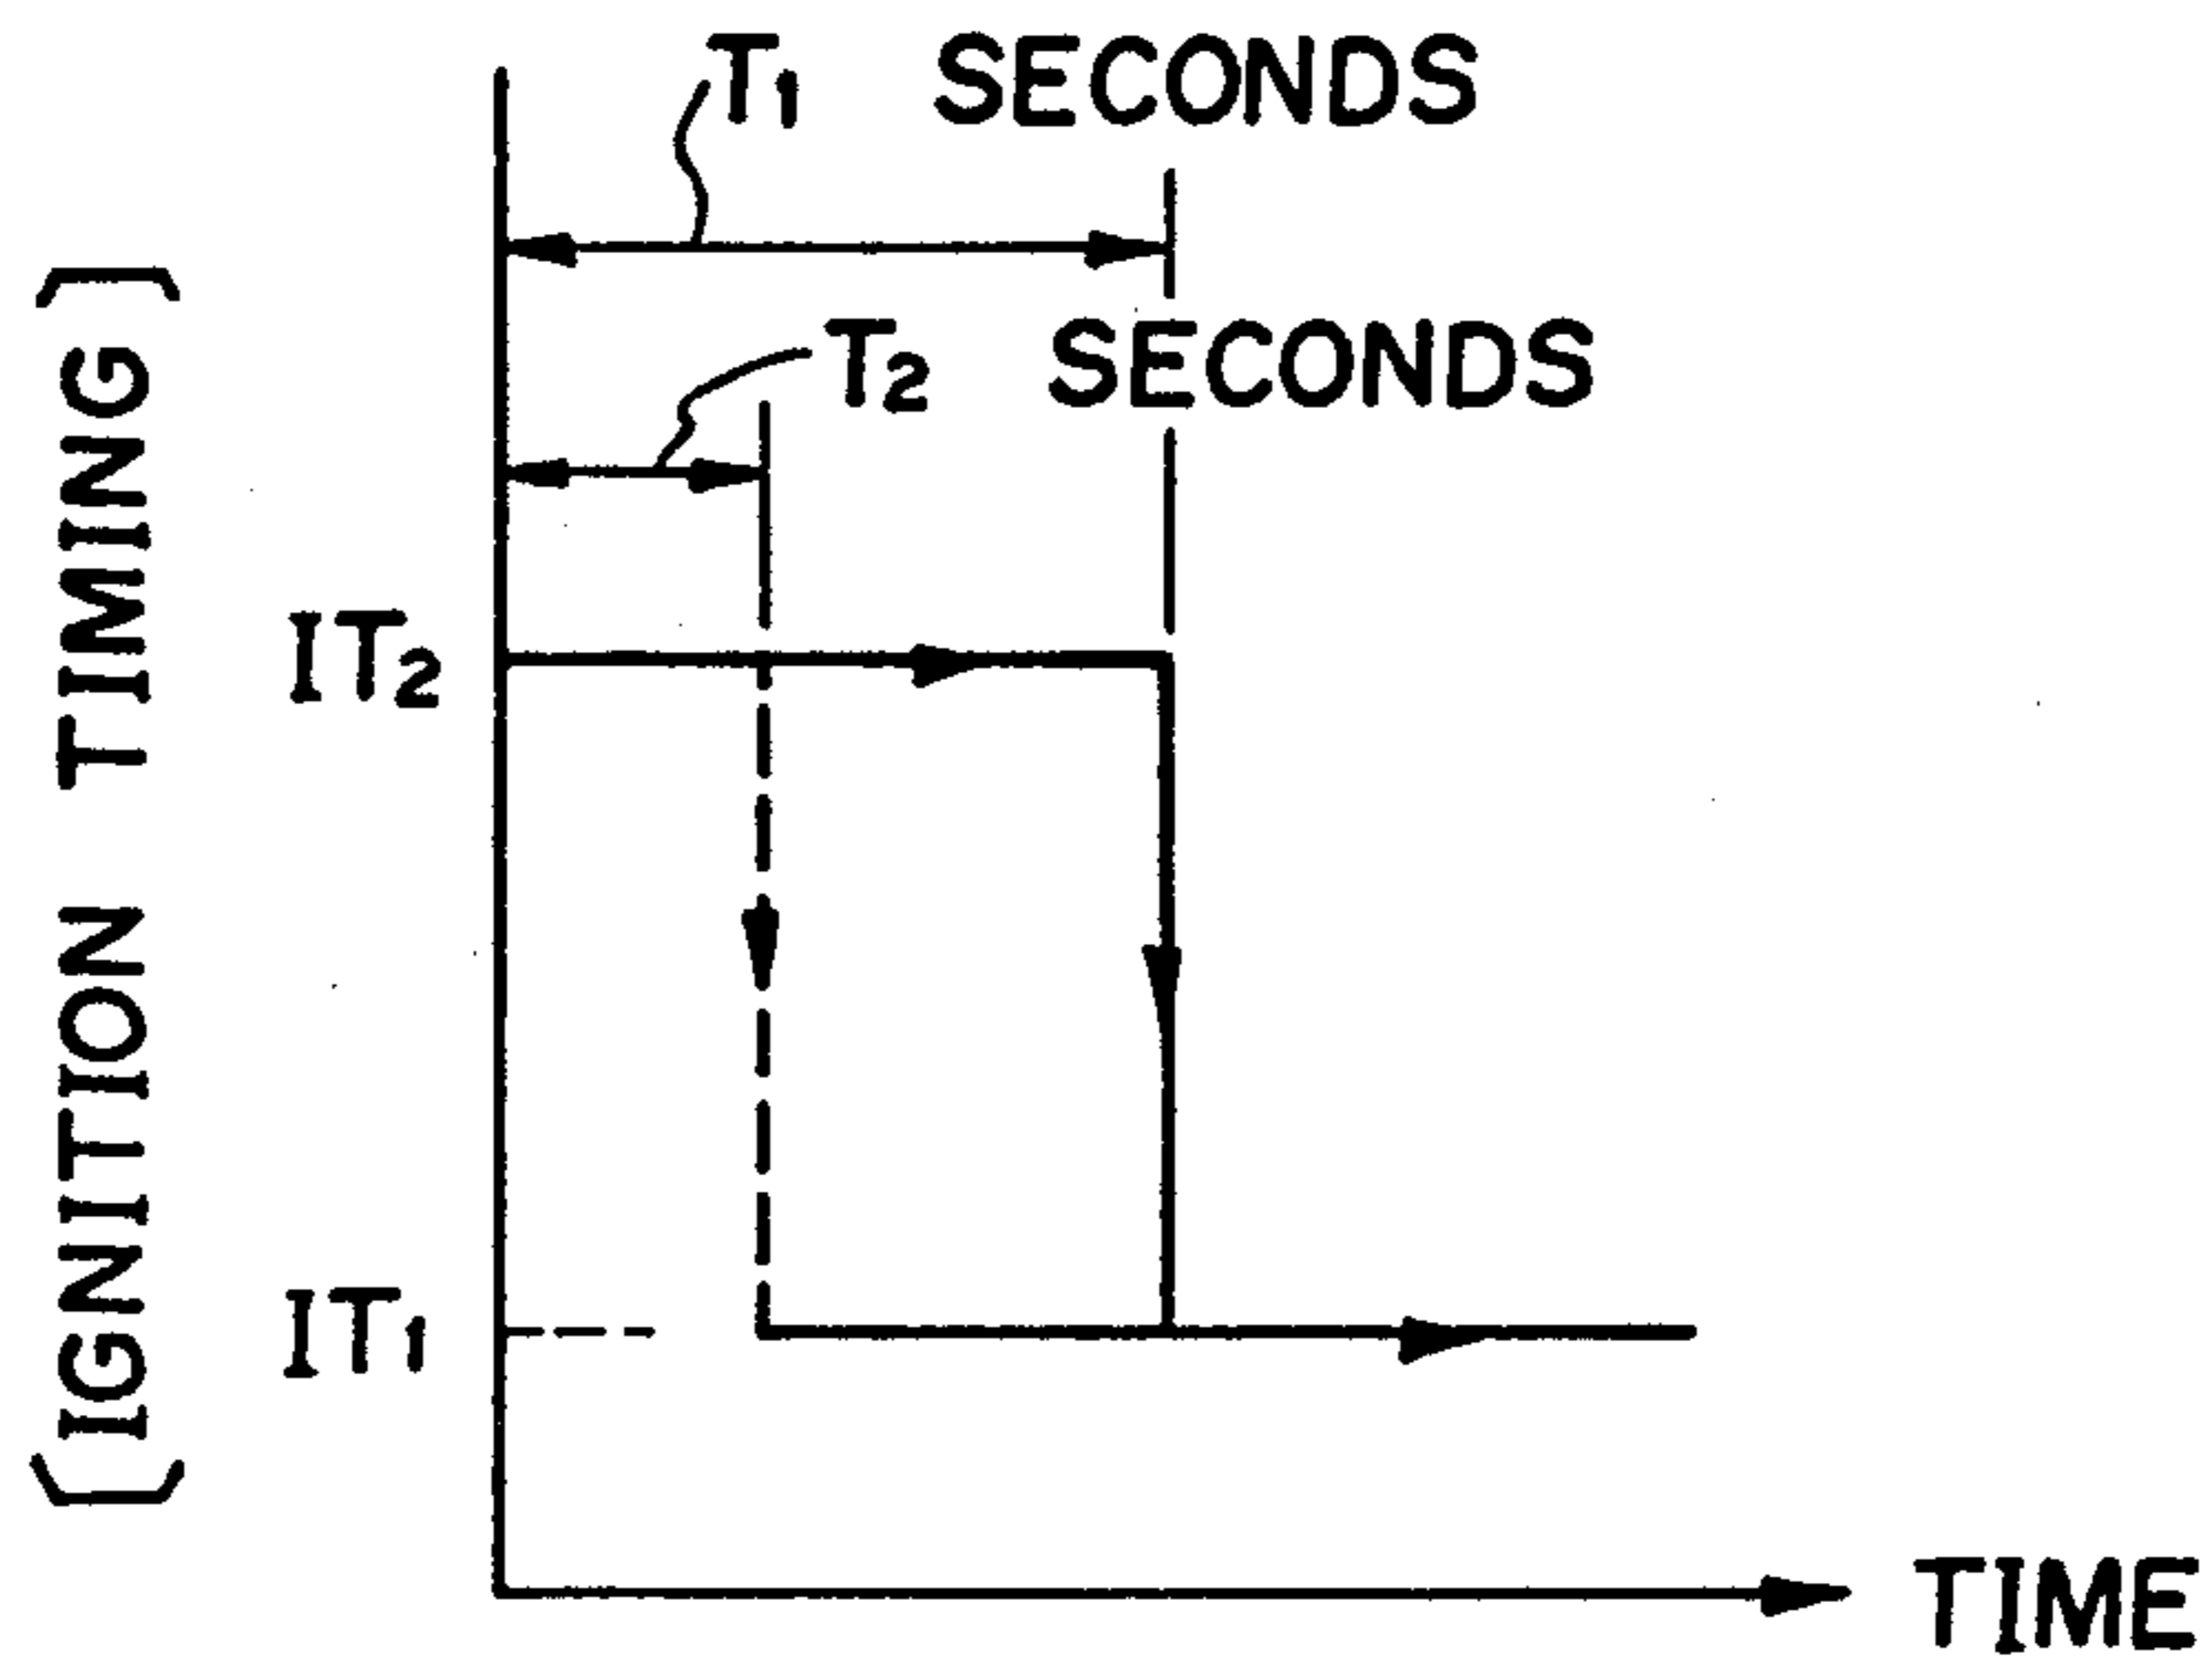 T1 SECONDS
T2 SECONDS
[IGNITION TIMING]
IT2
IT1
TIME